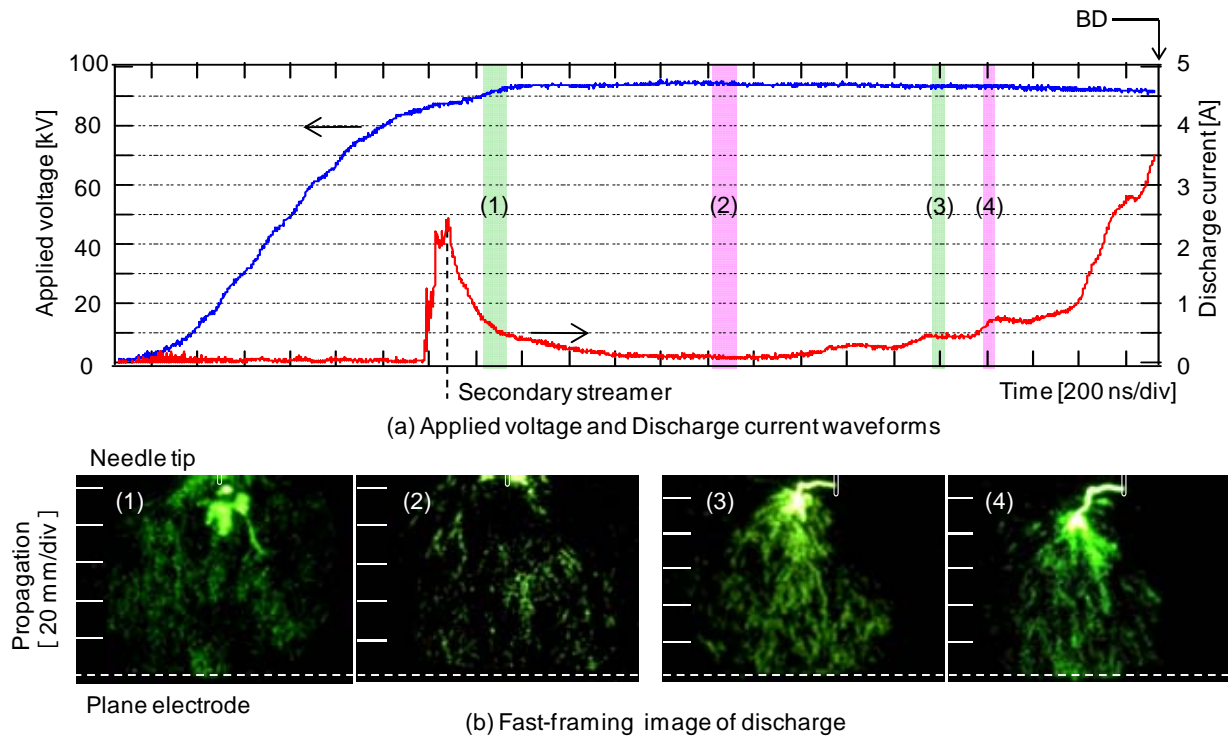 BD
100
80
60
40
20
0
Applied voltage [kV]
5
4
3
2
1
0
Discharge current [A]
(1)
(2)
(3)
(4)
Secondary streamer
Time [200 ns/div]
(a) Applied voltage and Discharge current waveforms
Needle tip
(1)
(2)
(3)
(4)
Propagation
[ 20 mm/div]
Plane electrode
(b) Fast-framing image of discharge